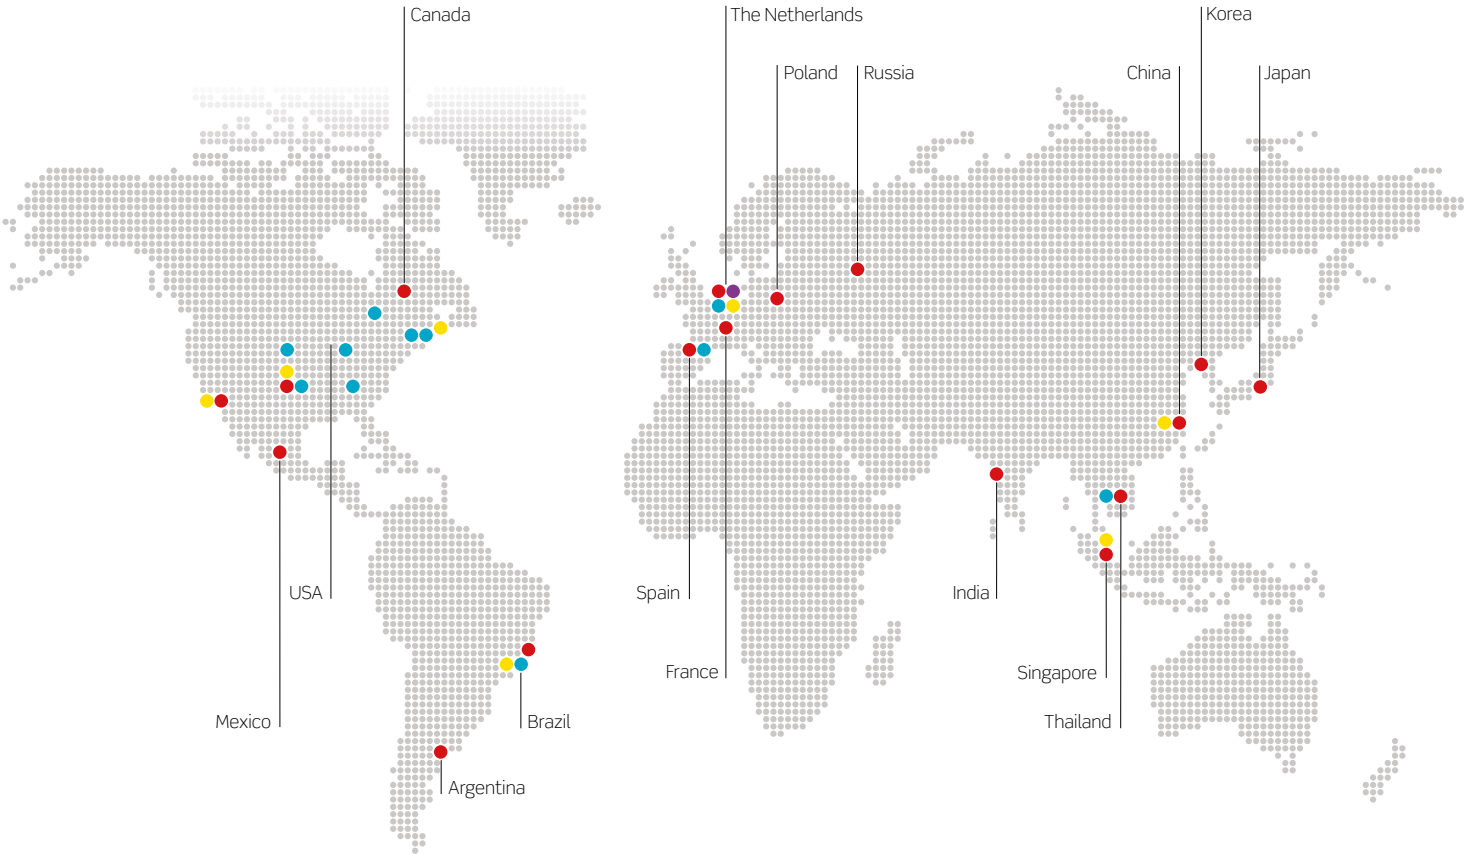 Canada
The Netherlands
Korea
Poland
Russia
China
Japan
USA
Spain
India
France
Singapore
Mexico
Brazil
Thailand
Argentina